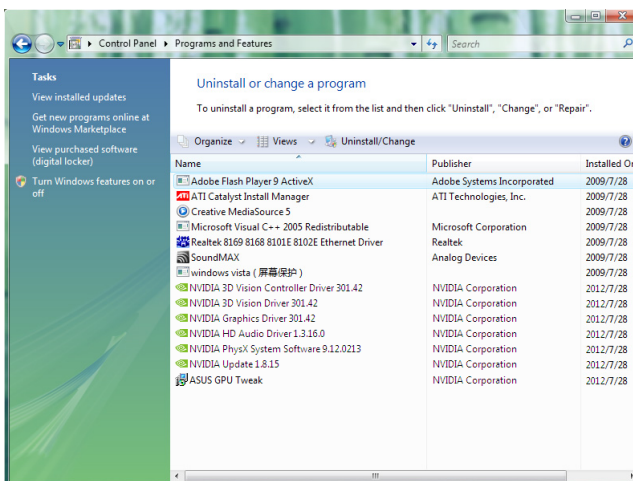 Control Panel ▸ Programs and Features
Search
Tasks
View installed updates
Get new programs online at
Windows Marketplace
View purchased software
(digital locker)
Turn Windows features on or
off
Uninstall or change a program
To uninstall a program, select it from the list and then click "Uninstall", "Change", or "Repair".
Organize Views Uninstall/Change
Name Publisher Installed On
Adobe Flash Player 9 ActiveX Adobe Systems Incorporated 2009/7/28
ATI Catalyst Install Manager ATI Technologies, Inc. 2009/7/28
Creative MediaSource 5 2009/7/28
Microsoft Visual C++ 2005 Redistributable Microsoft Corporation 2009/7/28
Realtek 8169 8168 8101E 8102E Ethernet Driver Realtek 2009/7/28
SoundMAX Analog Devices 2009/7/28
windows vista ( 屏幕保护 ) 2009/7/28
NVIDIA 3D Vision Controller Driver 301.42 NVIDIA Corporation 2012/7/28
NVIDIA 3D Vision Driver 301.42 NVIDIA Corporation 2012/7/28
NVIDIA Graphics Driver 301.42 NVIDIA Corporation 2012/7/28
NVIDIA HD Audio Driver 1.3.16.0 NVIDIA Corporation 2012/7/28
NVIDIA PhysX System Software 9.12.0213 NVIDIA Corporation 2012/7/28
NVIDIA Update 1.8.15 NVIDIA Corporation 2012/7/28
ASUS GPU Tweak NVIDIA Corporation 2012/7/28